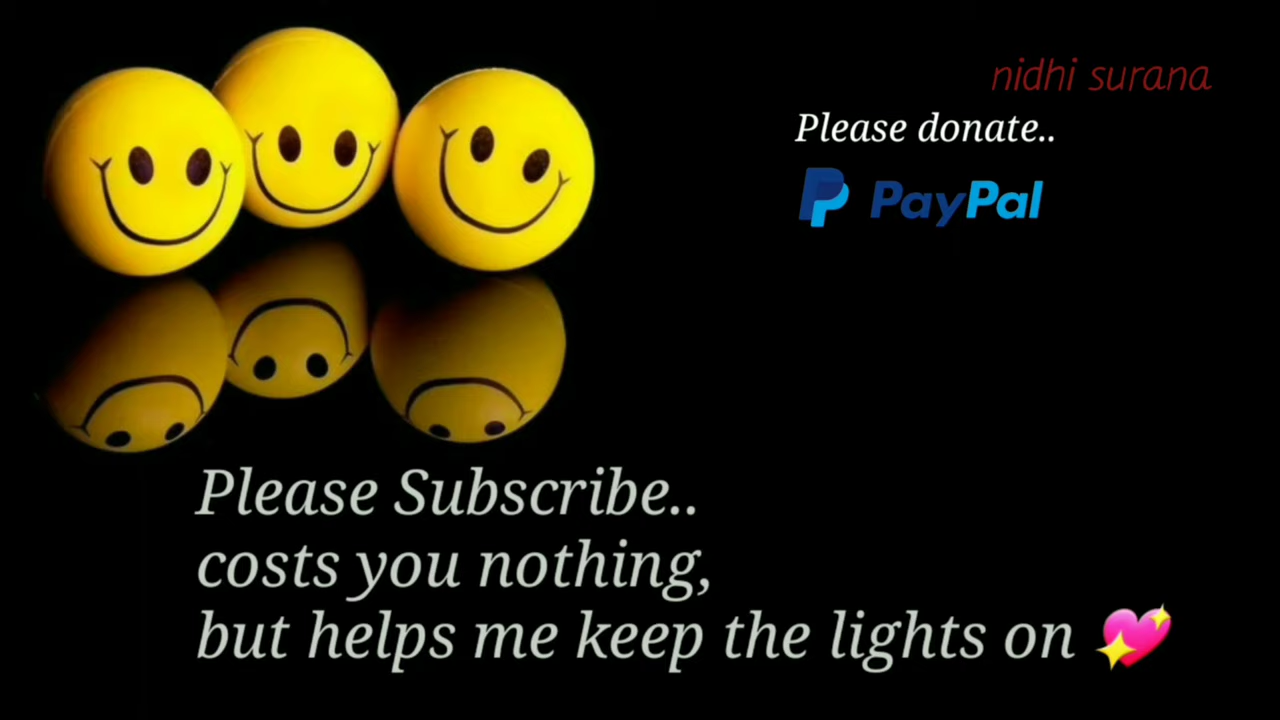 nidhi surana
Please donate..
PayPal
Please Subscribe..
costs you nothing,
but helps me keep the lights on 💖